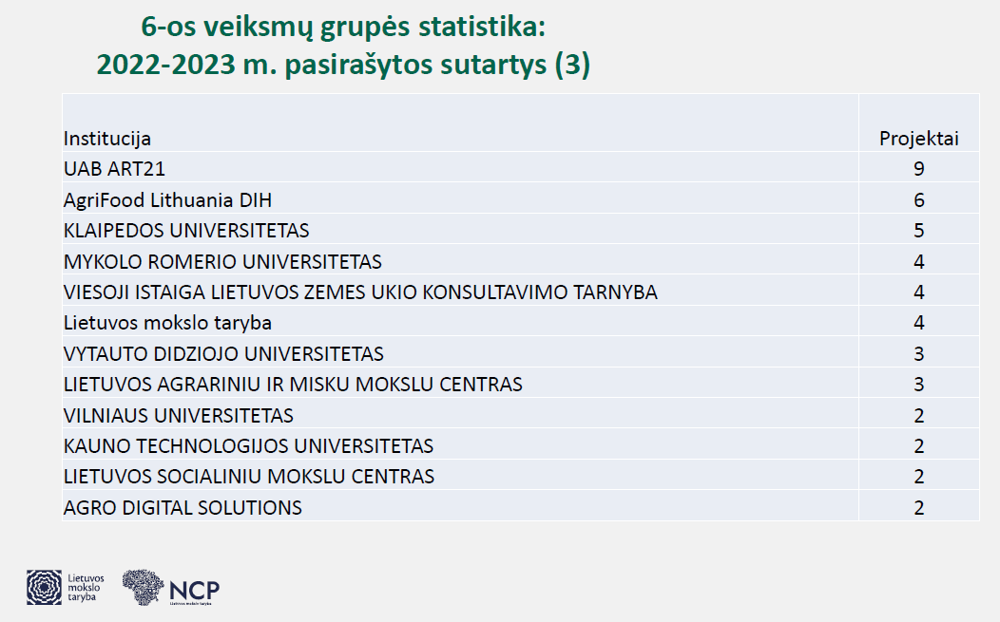 6-os veiksmų grupės statistika:
2022-2023 m. pasirašytos sutartys (3)
Institucija Projektai
UAB ART21 9
AgriFood Lithuania DIH 6
KLAIPEDOS UNIVERSITETAS 5
MYKOLO ROMERIO UNIVERSITETAS 4
VIESOJI ISTAIGA LIETUVOS ZEMES UKIO KONSULTAVIMO TARNYBA 4
Lietuvos mokslo taryba 4
VYTAUTO DIDZIOJO UNIVERSITETAS 3
LIETUVOS AGRARINIU IR MISKU MOKSLU CENTRAS 3
VILNIAUS UNIVERSITETAS 2
KAUNO TECHNOLOGIJOS UNIVERSITETAS 2
LIETUVOS SOCIALINIU MOKSLU CENTRAS 2
AGRO DIGITAL SOLUTIONS 2
Lietuvos
mokslo
taryba
NCP
Lietuvos mokslo taryba